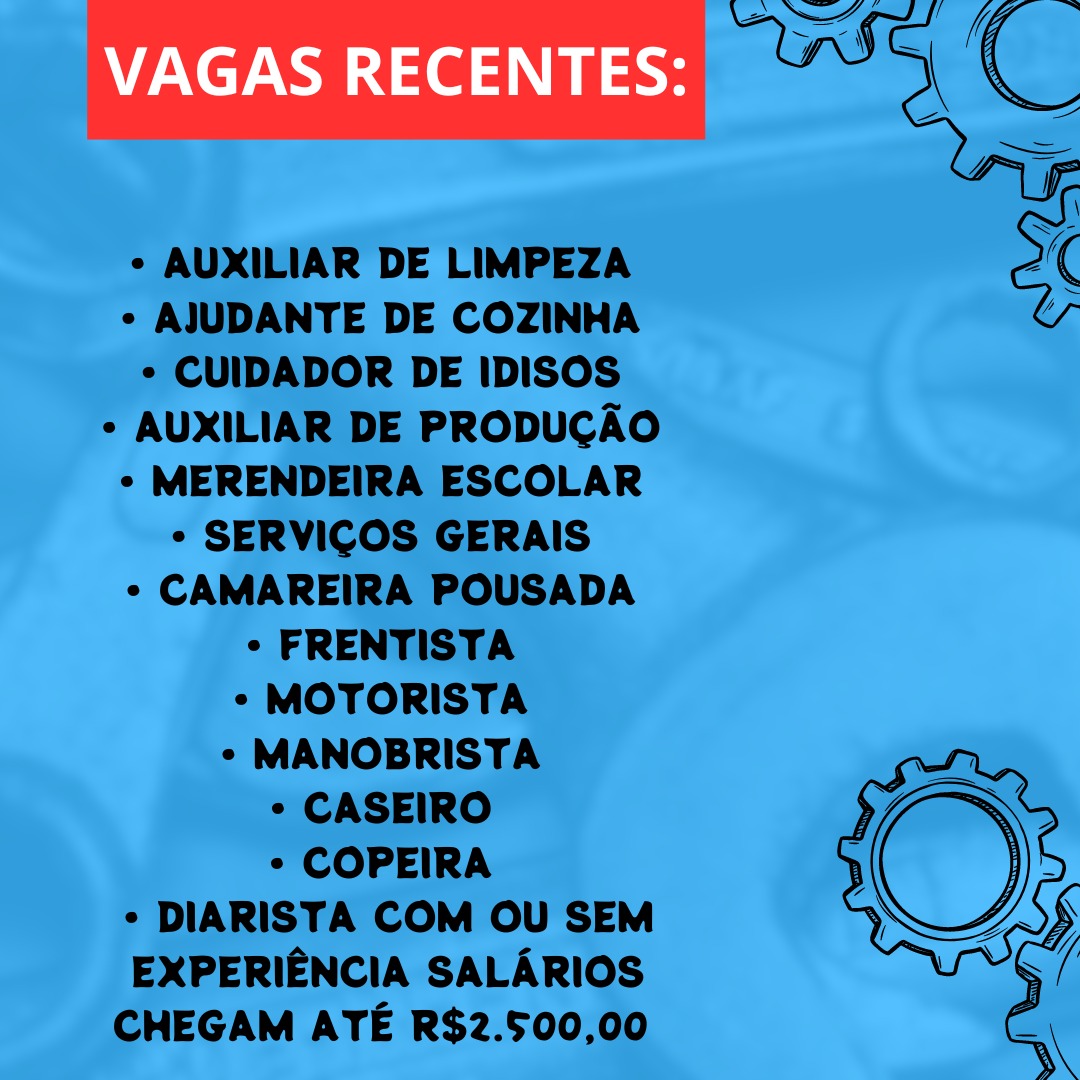 VAGAS RECENTES:
• AUXILIAR DE LIMPEZA
• AJUDANTE DE COZINHA
• CUIDADOR DE IDISOS
• AUXILIAR DE PRODUÇÃO
• MERENDEIRA ESCOLAR
• SERVIÇOS GERAIS
• CAMAREIRA POUSADA
• FRENTISTA
• MOTORISTA
• MANOBRISTA
• CASEIRO
• COPEIRA
• DIARISTA COM OU SEM
EXPERIÊNCIA SALÁRIOS
CHEGAM ATÉ R$2.500,00